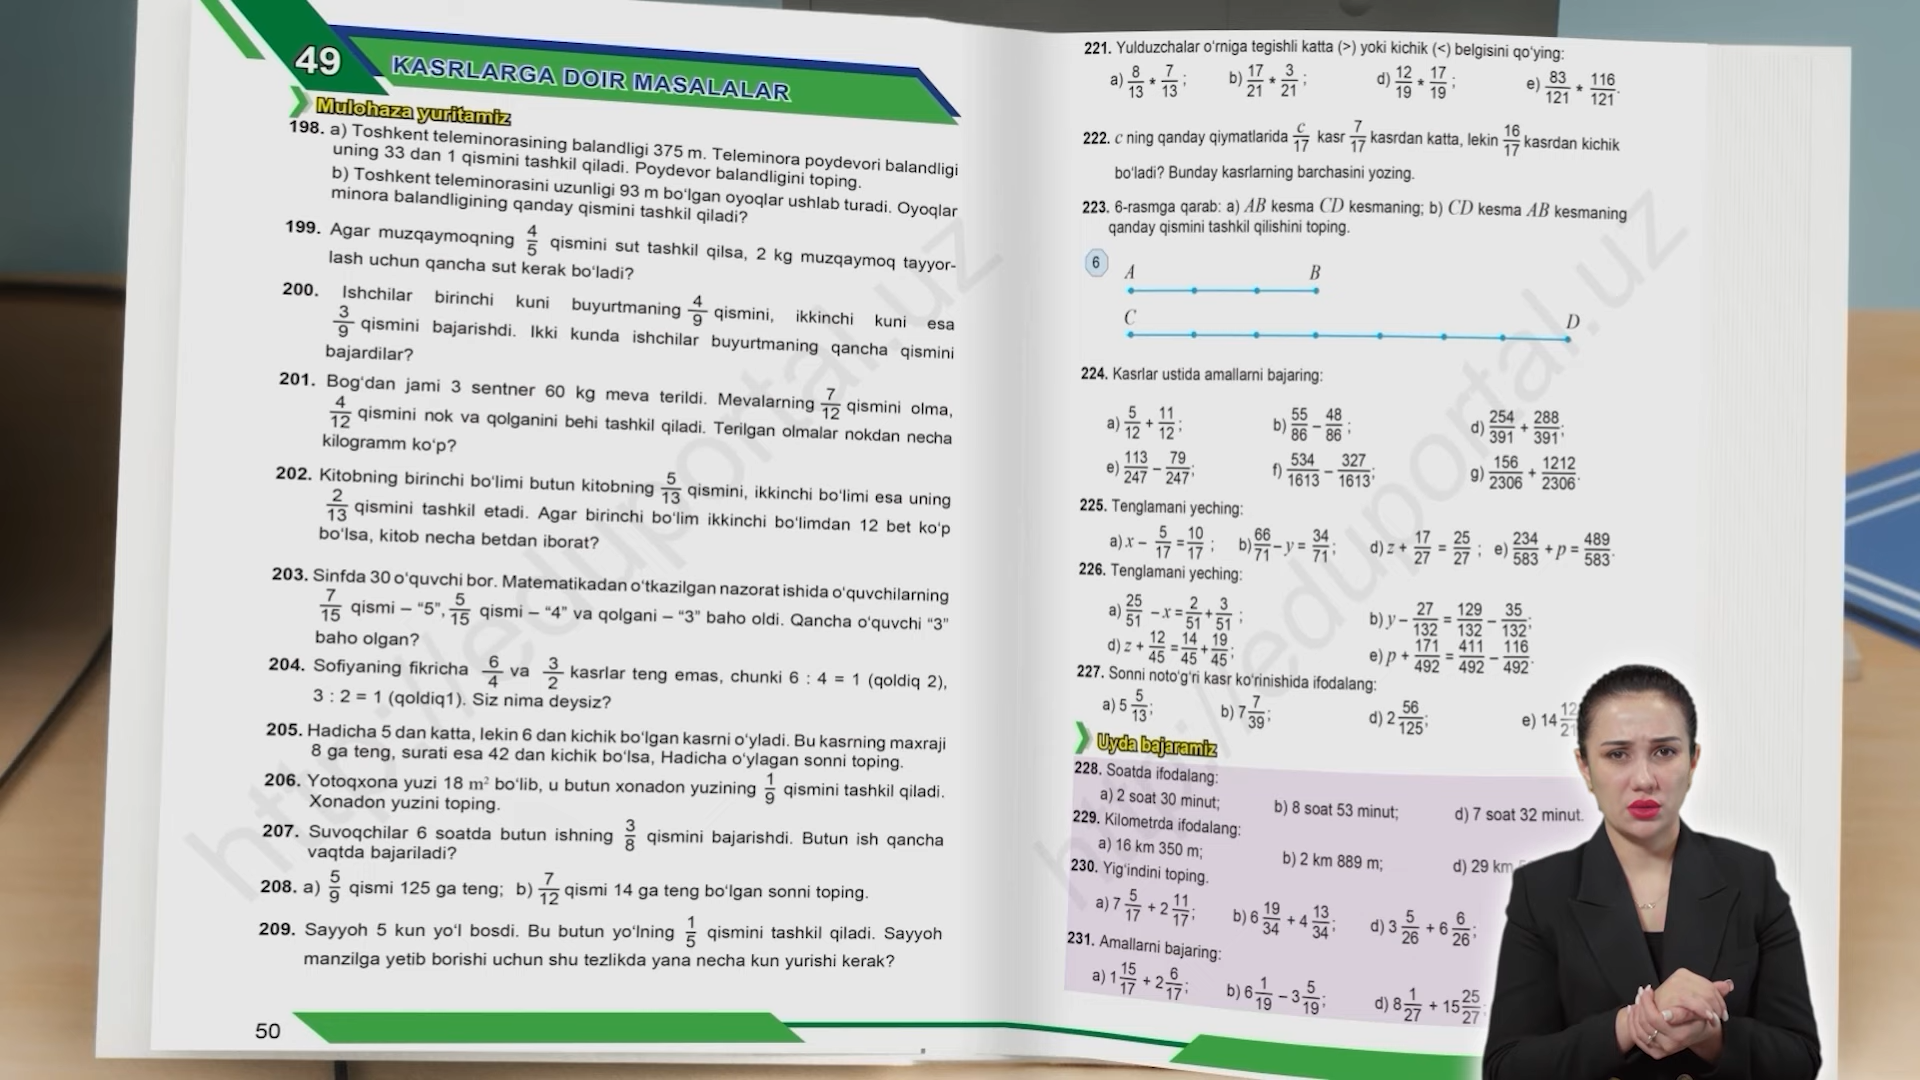 49
KASRLARGA DOIR MASALALAR
Mulohaza yuritamiz
198. a) Toshkent teleminorasining balandligi 375 m. Teleminora poydevori balandligi
uning 33 dan 1 qismini tashkil qiladi. Poydevor balandligini toping.
b) Toshkent teleminorasini uzunligi 93 m bo‘lgan oyoqlar ushlab turadi. Oyoqlar
minora balandligining qanday qismini tashkil qiladi?
199. Agar muzqaymoqning 4/5 qismini sut tashkil qilsa, 2 kg muzqaymoq tayyor-
lash uchun qancha sut kerak bo‘ladi?
200. Ishchilar birinchi kuni buyurtmaning 4/9 qismini, ikkinchi kuni esa
3/9 qismini bajarishdi. Ikki kunda ishchilar buyurtmaning qancha qismini
bajardilar?
201. Bog‘dan jami 3 sentner 60 kg meva terildi. Mevalarning 7/12 qismini olma,
4/12 qismini nok va qolganini behi tashkil qiladi. Terilgan olmalar nokdan necha
kilogramm ko‘p?
202. Kitobning birinchi bo‘limi butun kitobning 5/13 qismini, ikkinchi bo‘limi esa uning
2/13 qismini tashkil etadi. Agar birinchi bo‘lim ikkinchi bo‘limdan 12 bet ko‘p
bo‘lsa, kitob necha betdan iborat?
203. Sinfda 30 o‘quvchi bor. Matematikadan o‘tkazilgan nazorat ishida o‘quvchilarning
7/15 qismi – “5”, 5/15 qismi – “4” va qolgani – “3” baho oldi. Qancha o‘quvchi “3”
baho olgan?
204. Sofiyaning fikricha 6/4 va 3/2 kasrlar teng emas, chunki 6 : 4 = 1 (qoldiq 2),
3 : 2 = 1 (qoldiq1). Siz nima deysiz?
205. Hadicha 5 dan katta, lekin 6 dan kichik bo‘lgan kasrni o‘yladi. Bu kasrning maxraji
8 ga teng, surati esa 42 dan kichik bo‘lsa, Hadicha o‘ylagan sonni toping.
206. Yotoqxona yuzi 18 m² bo‘lib, u butun xonadon yuzining 1/9 qismini tashkil qiladi.
Xonadon yuzini toping.
207. Suvoqchilar 6 soatda butun ishning 3/8 qismini bajarishdi. Butun ish qancha
vaqtda bajariladi?
208. a) 5/9 qismi 125 ga teng; b) 7/12 qismi 14 ga teng bo‘lgan sonni toping.
209. Sayyoh 5 kun yo‘l bosdi. Bu butun yo‘lning 1/5 qismini tashkil qiladi. Sayyoh
manzilga yetib borishi uchun shu tezlikda yana necha kun yurishi kerak?
50
221. Yulduzchalar o‘rniga tegishli katta (>) yoki kichik (<) belgisini qo‘ying:
a) 8/13 * 7/13; b) 17/21 * 3/21; d) 12/19 * 17/19; e) 83/121 * 116/121.
222. c ning qanday qiymatlarida c/17 kasr 7/17 kasrdan katta, lekin 16/17 kasrdan kichik
bo‘ladi? Bunday kasrlarning barchasini yozing.
223. 6-rasmga qarab: a) AB kesma CD kesmaning; b) CD kesma AB kesmaning
qanday qismini tashkil qilishini toping.
6
A B
C D
224. Kasrlar ustida amallarni bajaring:
a) 5/12 + 11/12; b) 55/86 – 48/86; d) 254/391 + 288/391;
e) 113/247 – 79/247; f) 534/1613 – 327/1613; g) 156/2306 + 1212/2306.
225. Tenglamani yeching:
a) x – 5/17 = 10/17; b) 66/71 – y = 34/71; d) z + 17/27 = 25/27; e) 234/583 + p = 489/583.
226. Tenglamani yeching:
a) 25/51 – x = 2/51 + 3/51; b) y – 27/132 = 129/132 – 35/132;
d) z + 12/45 = 14/45 + 19/45; e) p + 171/492 = 411/492 – 116/492.
227. Sonni noto‘g‘ri kasr ko‘rinishida ifodalang:
a) 5 5/13; b) 7 7/39; d) 2 56/125; e) 14
Uyda bajaramiz
228. Soatda ifodalang:
a) 2 soat 30 minut; b) 8 soat 53 minut; d) 7 soat 32 minut.
229. Kilometrda ifodalang:
a) 16 km 350 m; b) 2 km 889 m; d) 29 km
230. Yig‘indini toping.
a) 7 5/17 + 2 11/17; b) 6 19/34 + 4 13/34; d) 3 5/26 + 6 6/26;
231. Amallarni bajaring:
a) 1 15/17 + 2 6/17; b) 6 1/19 – 3 5/19; d) 8 1/27 + 15 25/27;
http://eduportal.uz
http://eduportal.uz